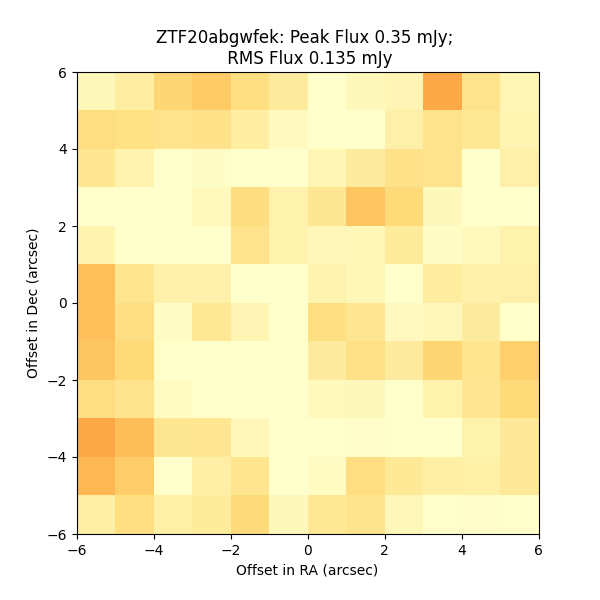 ZTF20abgwfek: Peak Flux 0.35 mJy;
RMS Flux 0.135 mJy
6
4
2
0
−2
−4
−6
Offset in Dec (arcsec)
−6 −4 −2 0 2 4 6
Offset in RA (arcsec)